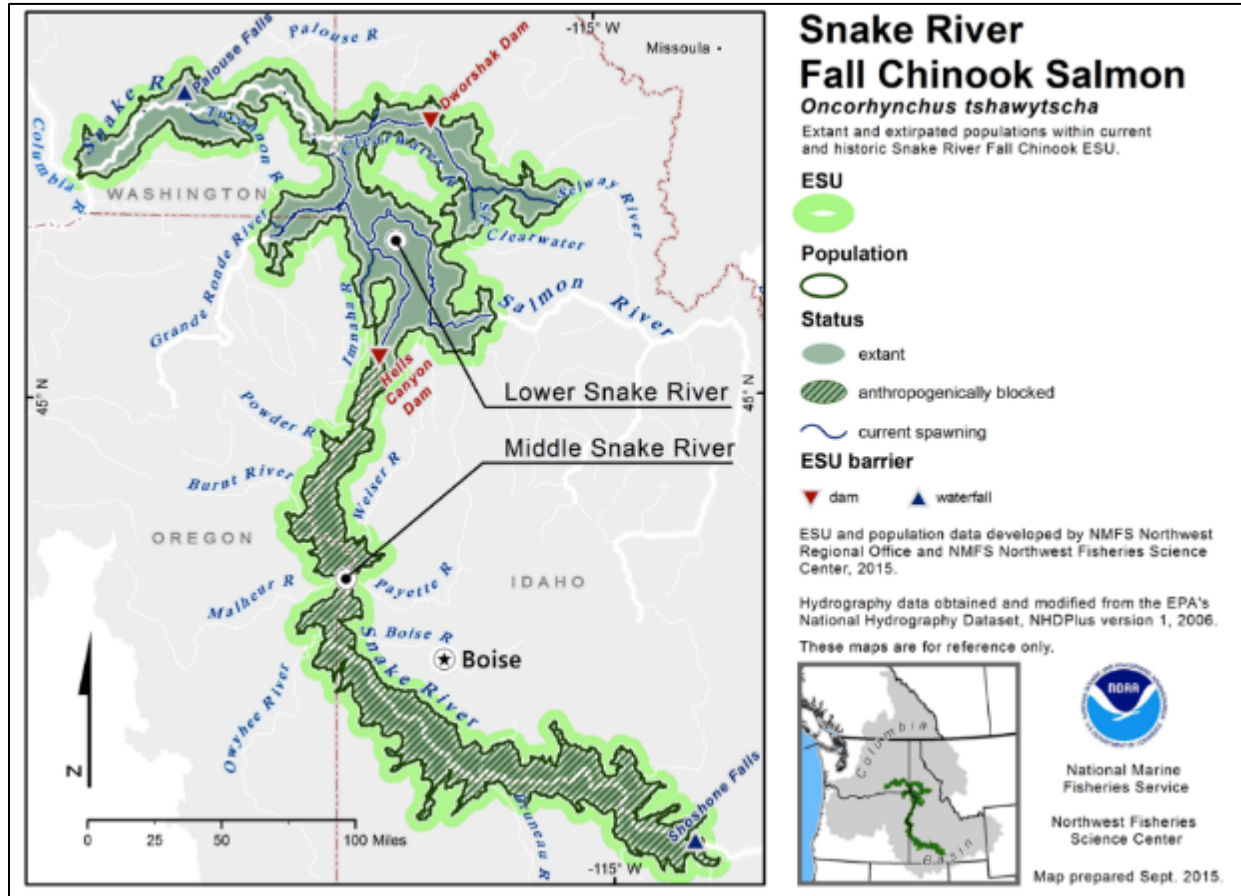 Snake River
Fall Chinook Salmon
Oncorhynchus tshawytscha
Extant and extirpated populations within current
and historic Snake River Fall Chinook ESU.
ESU
Population
Status
extant
anthropogenically blocked
current spawning
ESU barrier
dam
waterfall
ESU and population data developed by NMFS Northwest
Regional Office and NMFS Northwest Fisheries Science
Center, 2015.
Hydrography data obtained and modified from the EPA's
National Hydrography Dataset, NHDPlus version 1, 2006.
These maps are for reference only.
Columbia
Basin
NOAA
National Marine
Fisheries Service
Northwest Fisheries
Science Center
Map prepared Sept. 2015.
-115° W
Missoula
Palouse R
Palouse Falls
Dworshak Dam
Snake R
Tucannon R
Columbia R
Clearwater R
WASHINGTON
Selway River
Clearwater
Grande Ronde River
Imnaha R
Salmon River
Hells
Canyon
Dam
45° N
45° N
Lower Snake River
Powder R
Middle Snake River
Burnt River
Weiser R
OREGON
IDAHO
Malheur R
Payette R
Boise R
Boise
Snake River
Owyhee River
Bruneau R
Shoshone Falls
N
0 25 50 100 Miles
-115° W